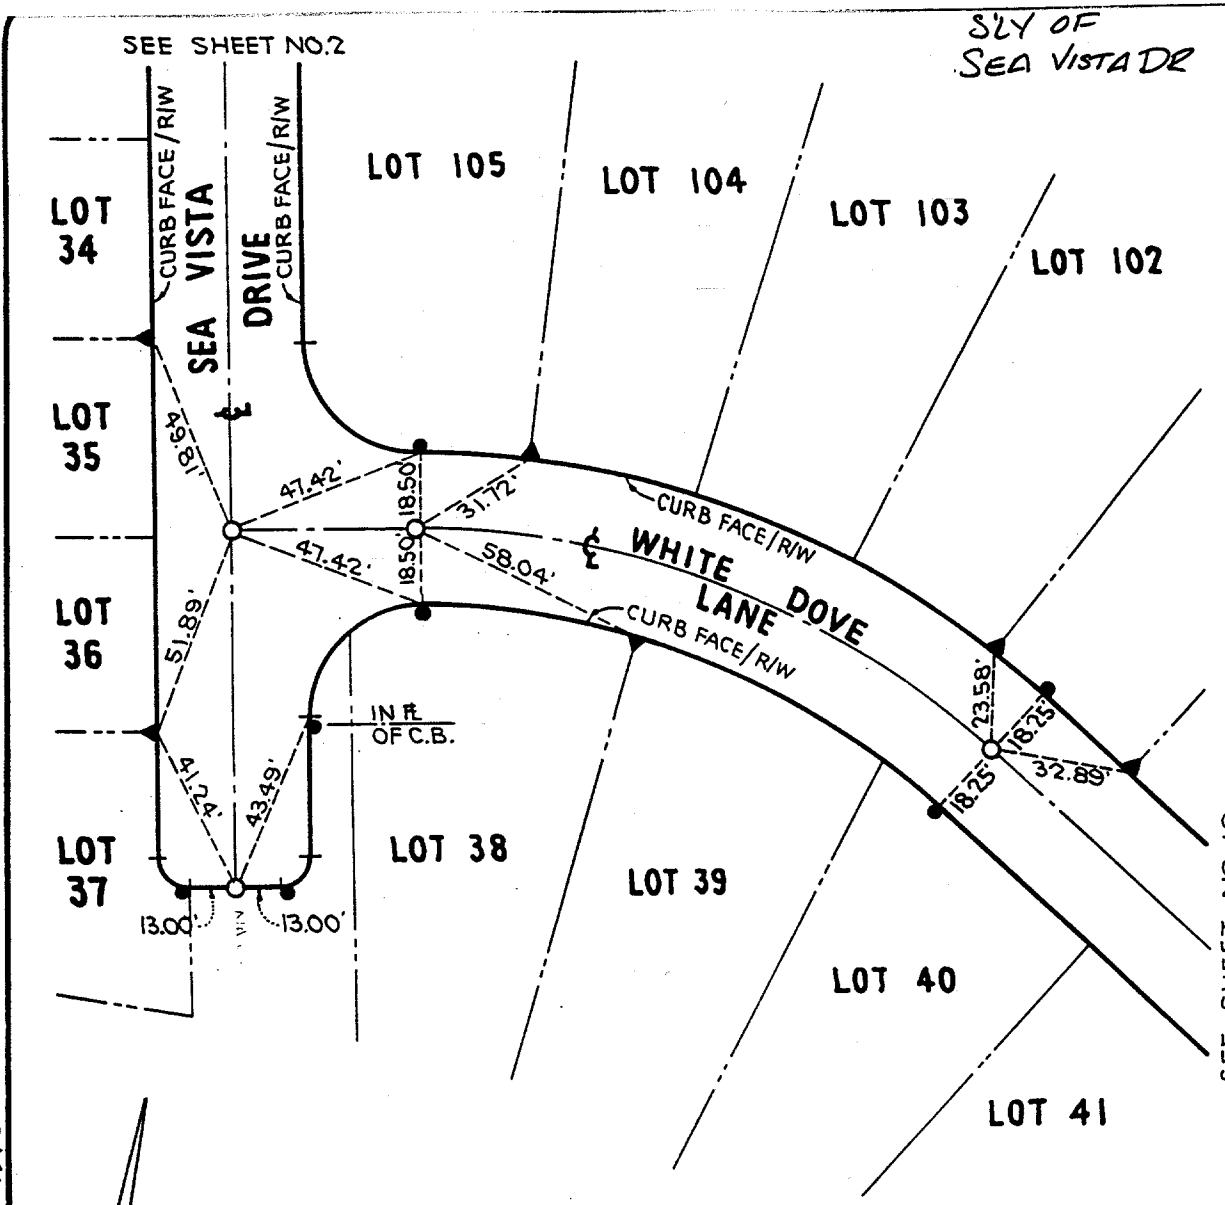 S'LY OF
SEA VISTA DR
SEE SHEET NO.2
CURB FACE/R/W
CURB FACE/R/W
SEA VISTA
DRIVE
LOT 105
LOT 104
LOT 103
LOT 102
LOT
34
LOT
35
LOT
36
LOT
37
49.81'
47.42'
18.50'
31.72'
47.42'
18.50'
58.04'
51.89'
CURB FACE/R/W
WHITE DOVE
LANE
CURB FACE/R/W
23.58'
18.25'
18.25'
32.89'
IN
OF C.B.
41.24'
43.49'
13.00'
13.00'
LOT 38
LOT 39
LOT 40
LOT 41